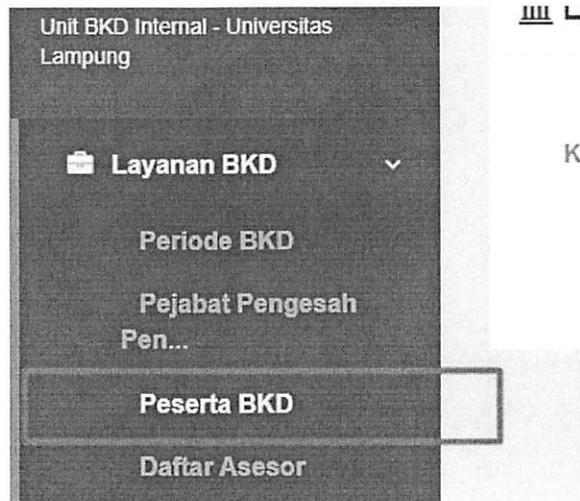 Unit BKD Internal - Universitas
Lampung
Layanan BKD
K
Periode BKD
Pejabat Pengesah
Pen...
Peserta BKD
Daftar Asesor